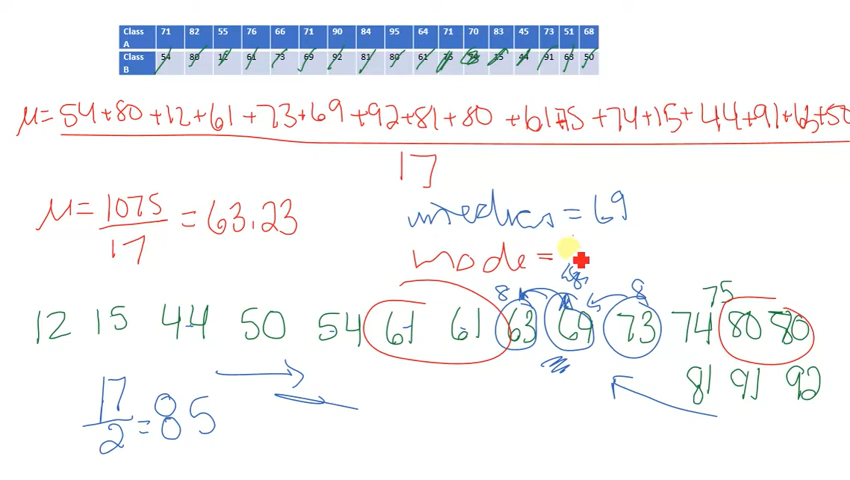 Class A 71 82 55 76 66 71 90 84 95 64 71 70 83 45 73 51 68
Class B 54 80 12 61 73 69 92 81 80 61 15 44 91 63 50
μ= 54+80+12+61+73+69+92+81+80+61+75+74+15+44+91+63+50
17
μ= 1075 = 63.23
17
median = 69
mode =
8 8 75
12 15 44 50 54 61 61 63 69 73 74 80 80
81 91 92
17 = 85
2